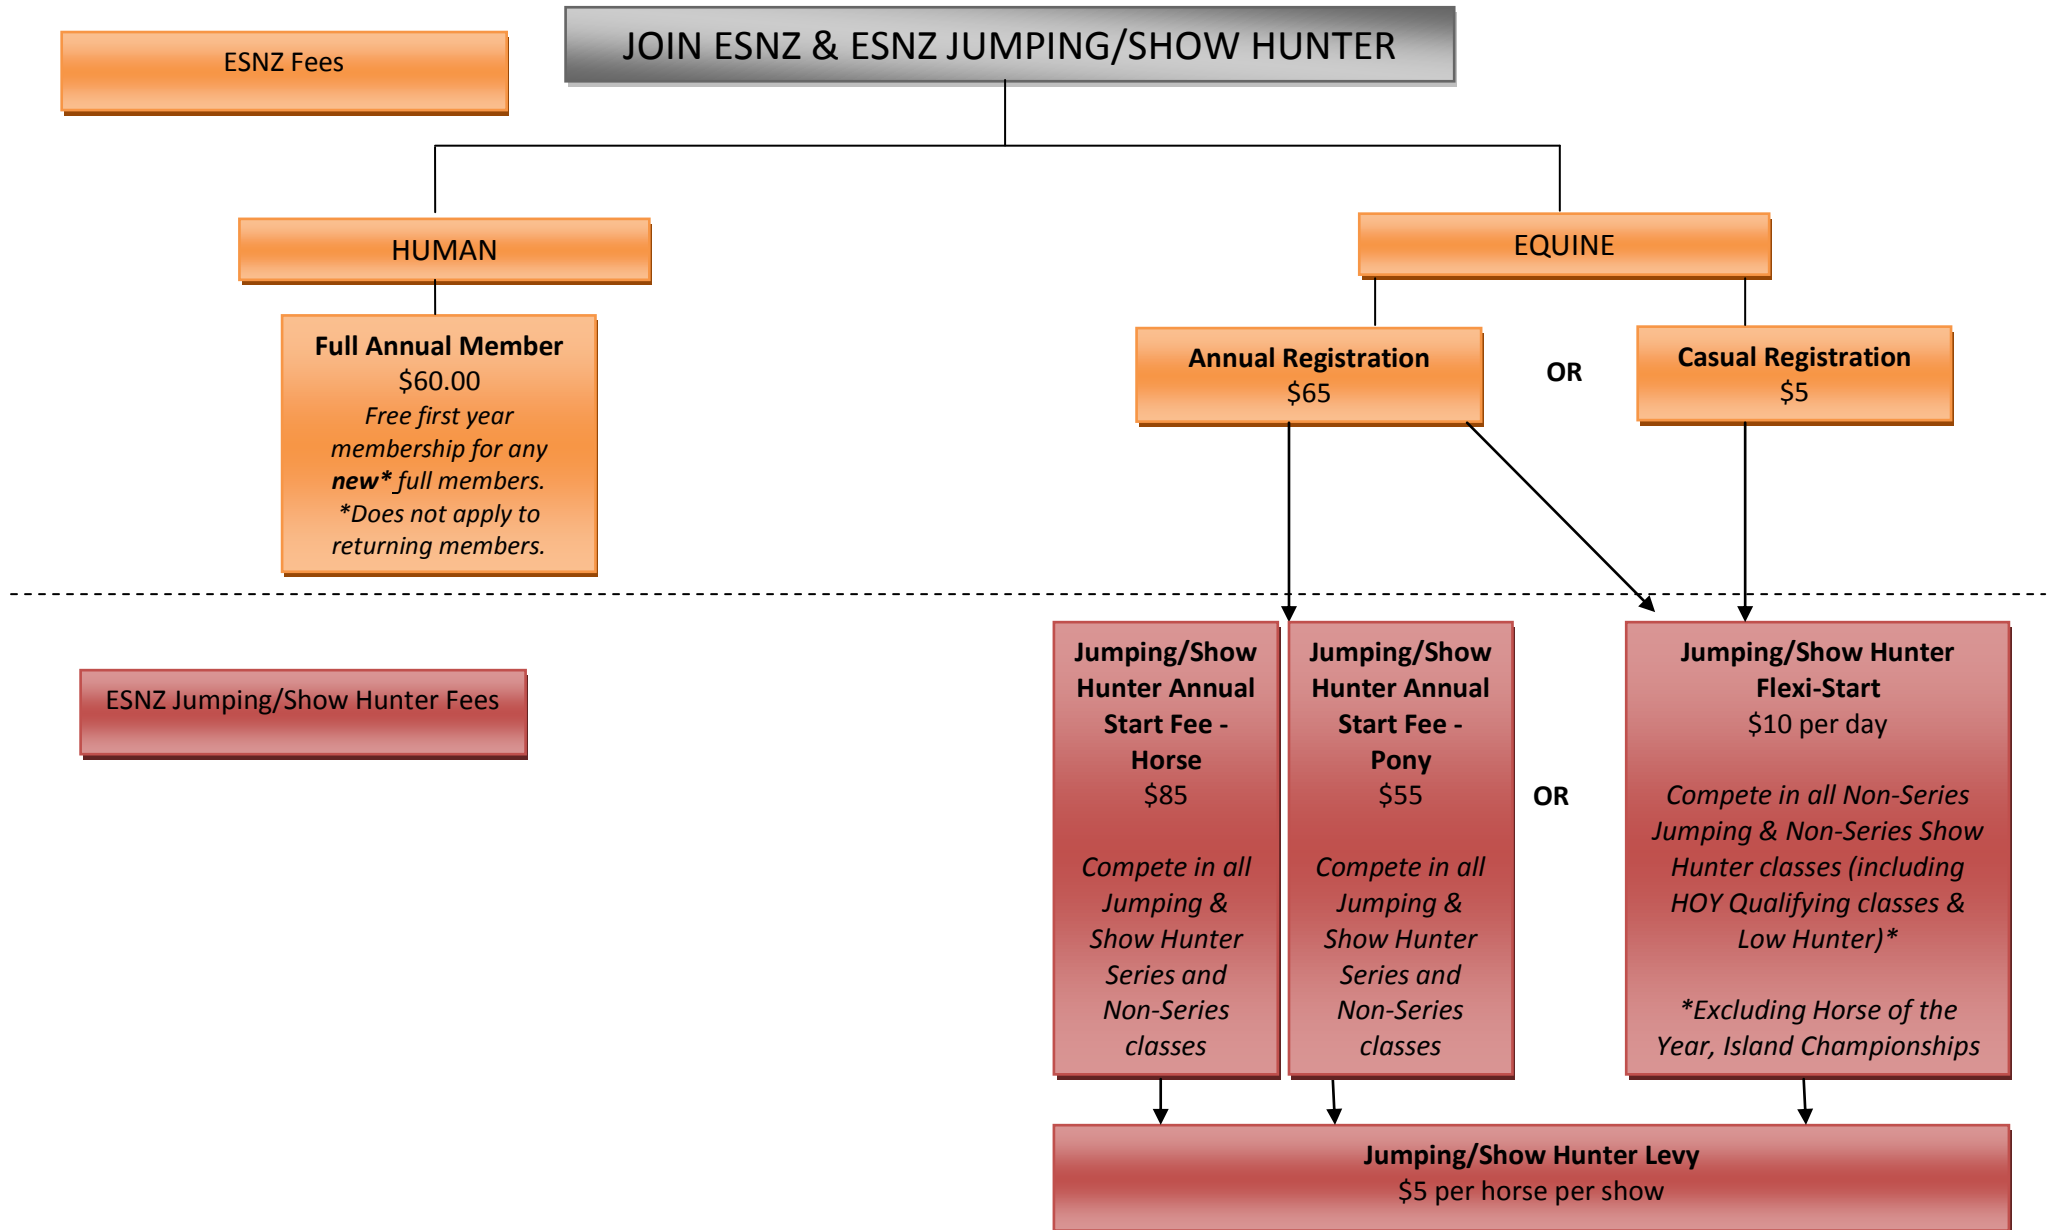 JOIN ESNZ & ESNZ JUMPING/SHOW HUNTER
ESNZ Fees
HUMAN
EQUINE
Full Annual Member
$60.00
Free first year
membership for any
new* full members.
*Does not apply to
returning members.
Annual Registration
$65
OR
Casual Registration
$5
ESNZ Jumping/Show Hunter Fees
Jumping/Show
Hunter Annual
Start Fee -
Horse
$85
Compete in all
Jumping &
Show Hunter
Series and
Non-Series
classes
Jumping/Show
Hunter Annual
Start Fee -
Pony
$55
Compete in all
Jumping &
Show Hunter
Series and
Non-Series
classes
OR
Jumping/Show Hunter
Flexi-Start
$10 per day
Compete in all Non-Series
Jumping & Non-Series Show
Hunter classes (including
HOY Qualifying classes &
Low Hunter)*
*Excluding Horse of the
Year, Island Championships
Jumping/Show Hunter Levy
$5 per horse per show